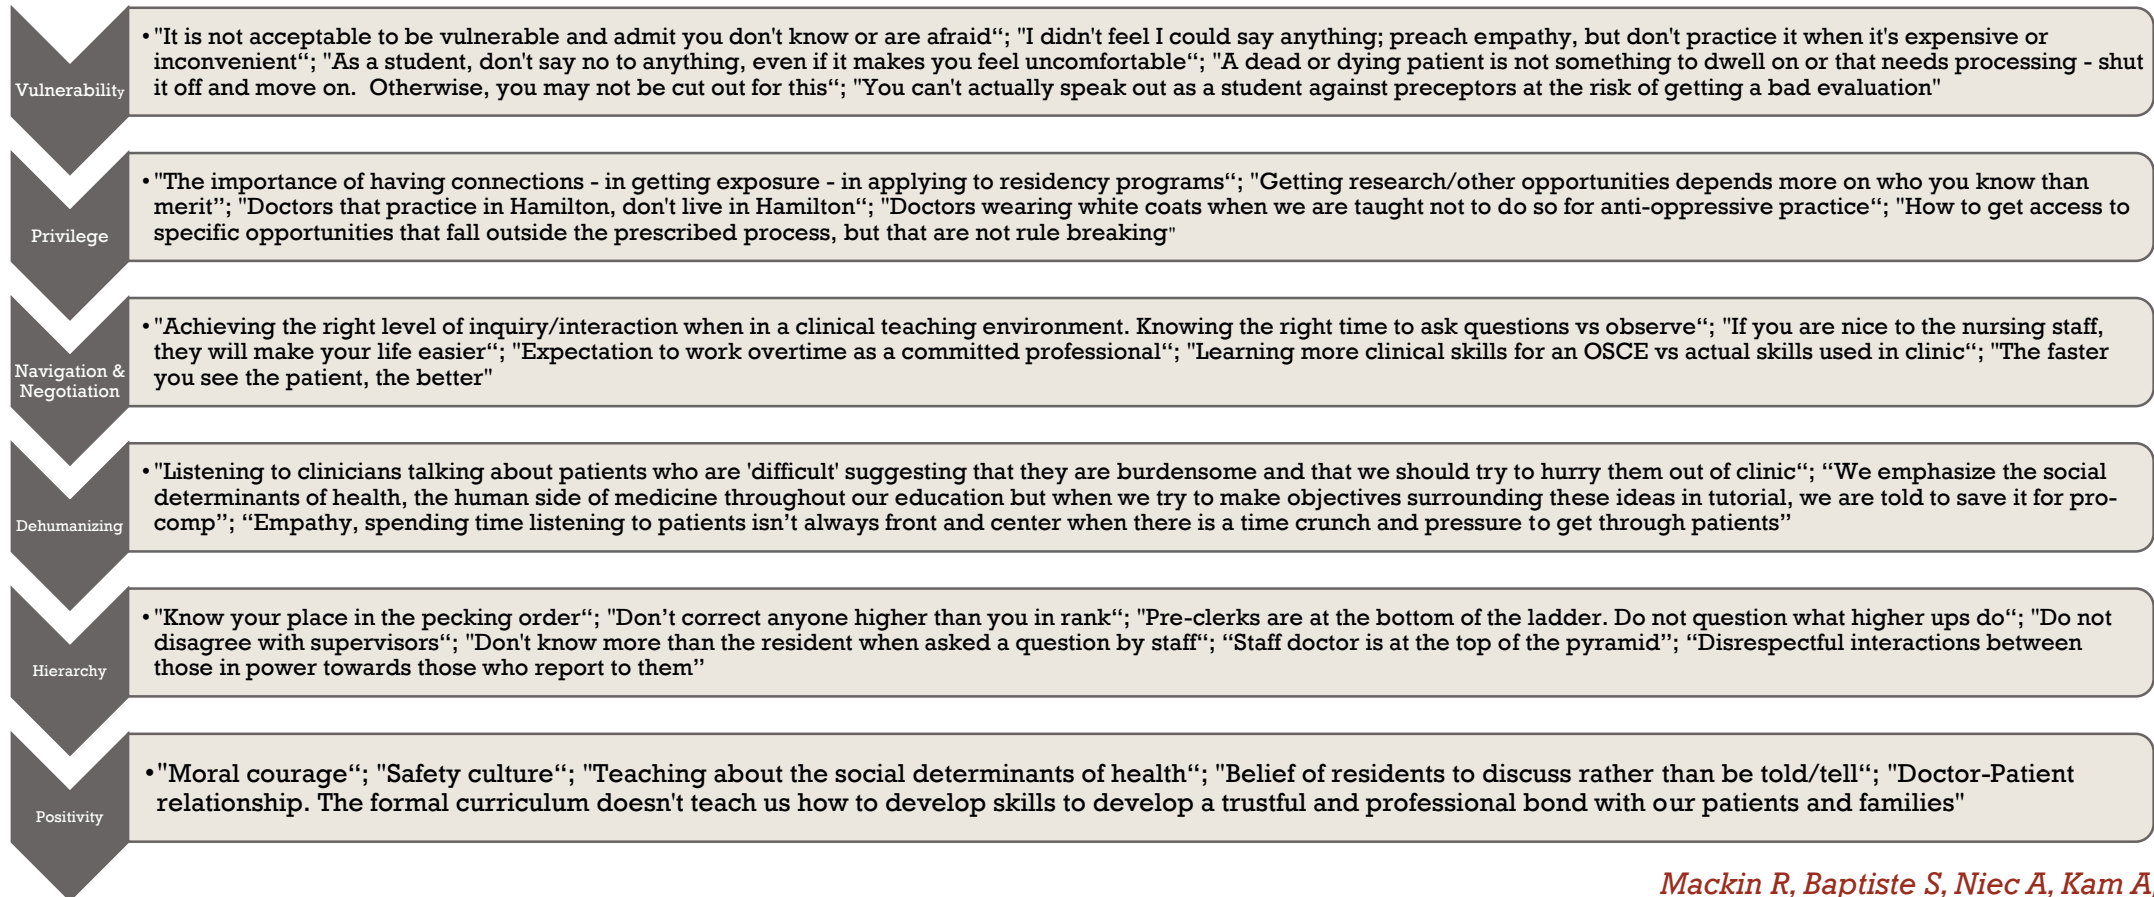 Vulnerability
• "It is not acceptable to be vulnerable and admit you don't know or are afraid“; "I didn't feel I could say anything; preach empathy, but don't practice it when it's expensive or
inconvenient“; "As a student, don't say no to anything, even if it makes you feel uncomfortable“; "A dead or dying patient is not something to dwell on or that needs processing - shut
it off and move on.  Otherwise, you may not be cut out for this“; "You can't actually speak out as a student against preceptors at the risk of getting a bad evaluation"
Privilege
• "The importance of having connections - in getting exposure - in applying to residency programs“; "Getting research/other opportunities depends more on who you know than
merit”; "Doctors that practice in Hamilton, don't live in Hamilton“; "Doctors wearing white coats when we are taught not to do so for anti-oppressive practice“; "How to get access to
specific opportunities that fall outside the prescribed process, but that are not rule breaking"
Navigation &
Negotiation
• "Achieving the right level of inquiry/interaction when in a clinical teaching environment. Knowing the right time to ask questions vs observe“; "If you are nice to the nursing staff,
they will make your life easier“; "Expectation to work overtime as a committed professional“; "Learning more clinical skills for an OSCE vs actual skills used in clinic“; "The faster
you see the patient, the better"
Dehumanizing
• "Listening to clinicians talking about patients who are 'difficult' suggesting that they are burdensome and that we should try to hurry them out of clinic“; “We emphasize the social
determinants of health, the human side of medicine throughout our education but when we try to make objectives surrounding these ideas in tutorial, we are told to save it for pro-
comp”; “Empathy, spending time listening to patients isn’t always front and center when there is a time crunch and pressure to get through patients”
Hierarchy
• "Know your place in the pecking order“; "Don’t correct anyone higher than you in rank“; "Pre-clerks are at the bottom of the ladder. Do not question what higher ups do“; "Do not
disagree with supervisors“; "Don't know more than the resident when asked a question by staff“; “Staff doctor is at the top of the pyramid”; “Disrespectful interactions between
those in power towards those who report to them”
Positivity
• "Moral courage“; "Safety culture“; "Teaching about the social determinants of health“; "Belief of residents to discuss rather than be told/tell“; "Doctor-Patient
relationship. The formal curriculum doesn't teach us how to develop skills to develop a trustful and professional bond with our patients and families"
Mackin R, Baptiste S, Niec A, Kam A,